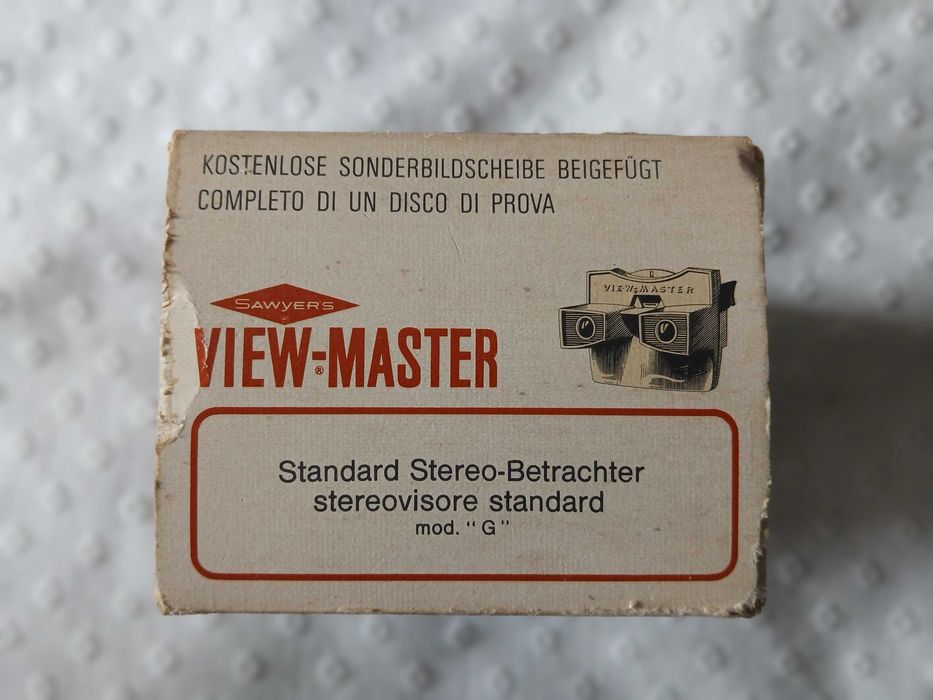 KOSTENLOSE SONDERBILDSCHEIBE BEIGEFÜGT
COMPLETO DI UN DISCO DI PROVA
SAWYER'S
VIEW-MASTER®
VIEW-MASTER
Standard Stereo-Betrachter
stereovisore standard
mod. “G”